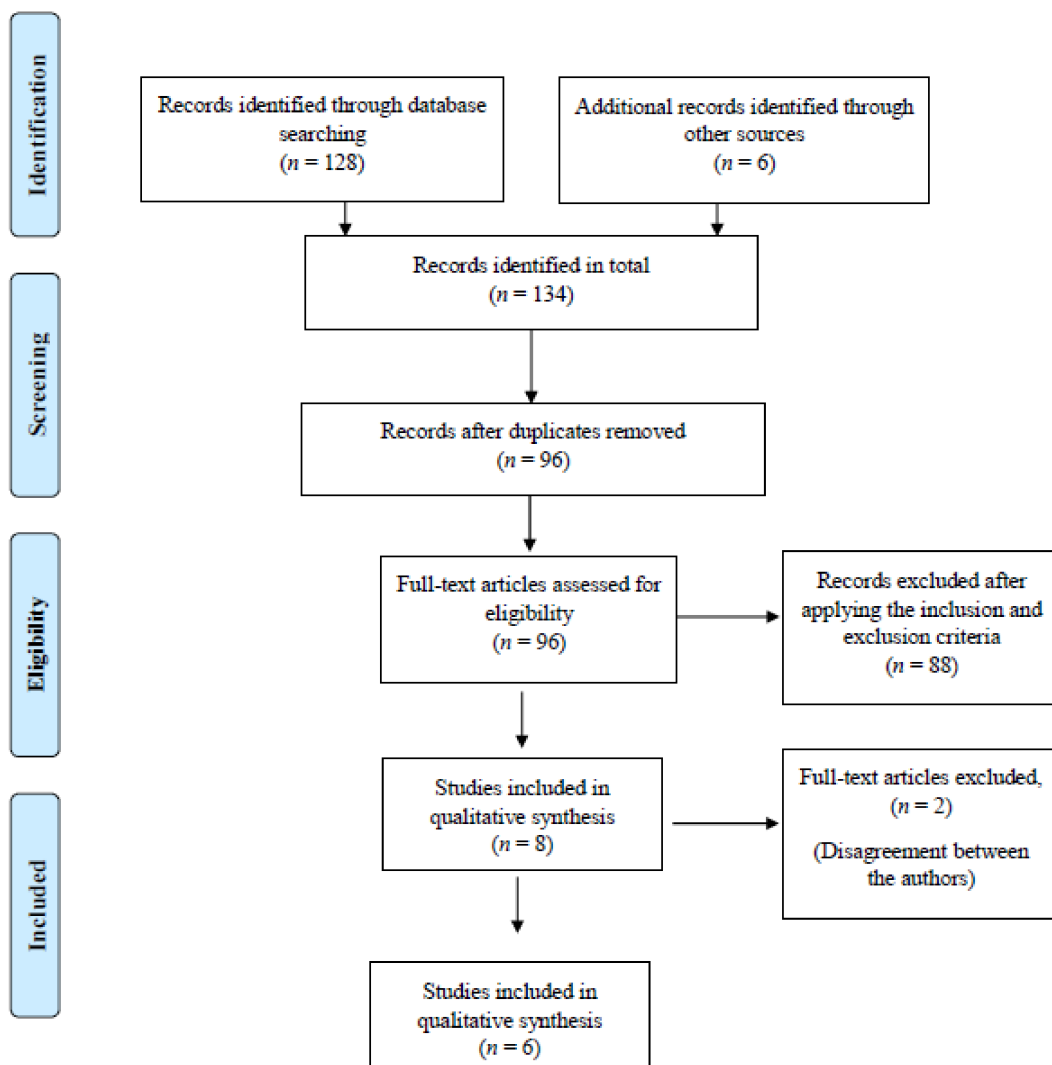 Identification
Records identified through database
searching
(n = 128)
Additional records identified through
other sources
(n = 6)
Records identified in total
(n = 134)
Screening
Records after duplicates removed
(n = 96)
Eligibility
Full-text articles assessed for
eligibility
(n = 96)
Records excluded after
applying the inclusion and
exclusion criteria
(n = 88)
Included
Studies included in
qualitative synthesis
(n = 8)
Full-text articles excluded,
(n = 2)
(Disagreement between
the authors)
Studies included in
qualitative synthesis
(n = 6)